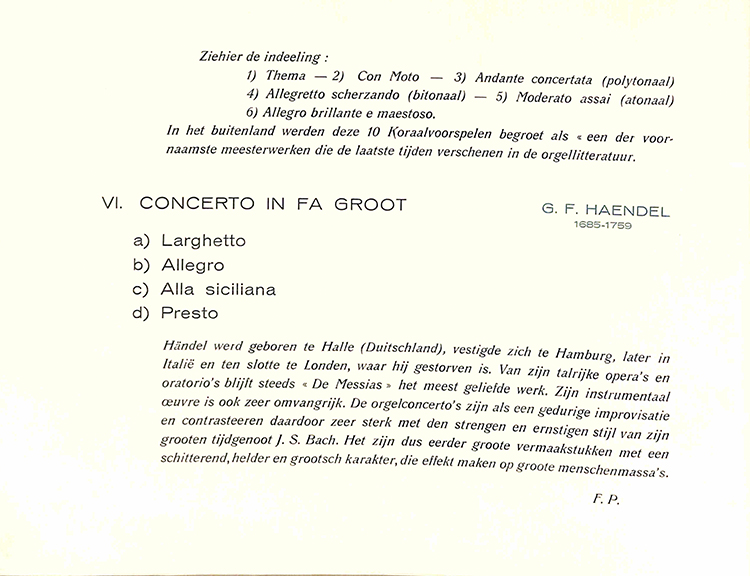 Ziehier de indeeling :
1) Thema — 2) Con Moto — 3) Andante concertata (polytonaal)
4) Allegretto scherzando (bitonaal) — 5) Moderato assai (atonaal)
6) Allegro brillante e maestoso.
In het buitenland werden deze 10 Koraalvoorspelen begroet als « een der voor-
naamste meesterwerken die de laatste tijden verschenen in de orgellitteratuur.
VI. CONCERTO IN FA GROOT
G. F. HAENDEL
1685-1759
a) Larghetto
b) Allegro
c) Alla siciliana
d) Presto
Händel werd geboren te Halle (Duitschland), vestigde zich te Hamburg, later in
Italië en ten slotte te Londen, waar hij gestorven is. Van zijn talrijke opera's en
oratorio's blijft steeds « De Messias » het meest geliefde werk. Zijn instrumentaal
œuvre is ook zeer omvangrijk. De orgelconcerto's zijn als een gedurige improvisatie
en contrasteeren daardoor zeer sterk met den strengen en ernstigen stijl van zijn
grooten tijdgenoot J. S. Bach. Het zijn dus eerder groote vermaakstukken met een
schitterend, helder en grootsch karakter, die effekt maken op groote menschenmassa's.
F. P.